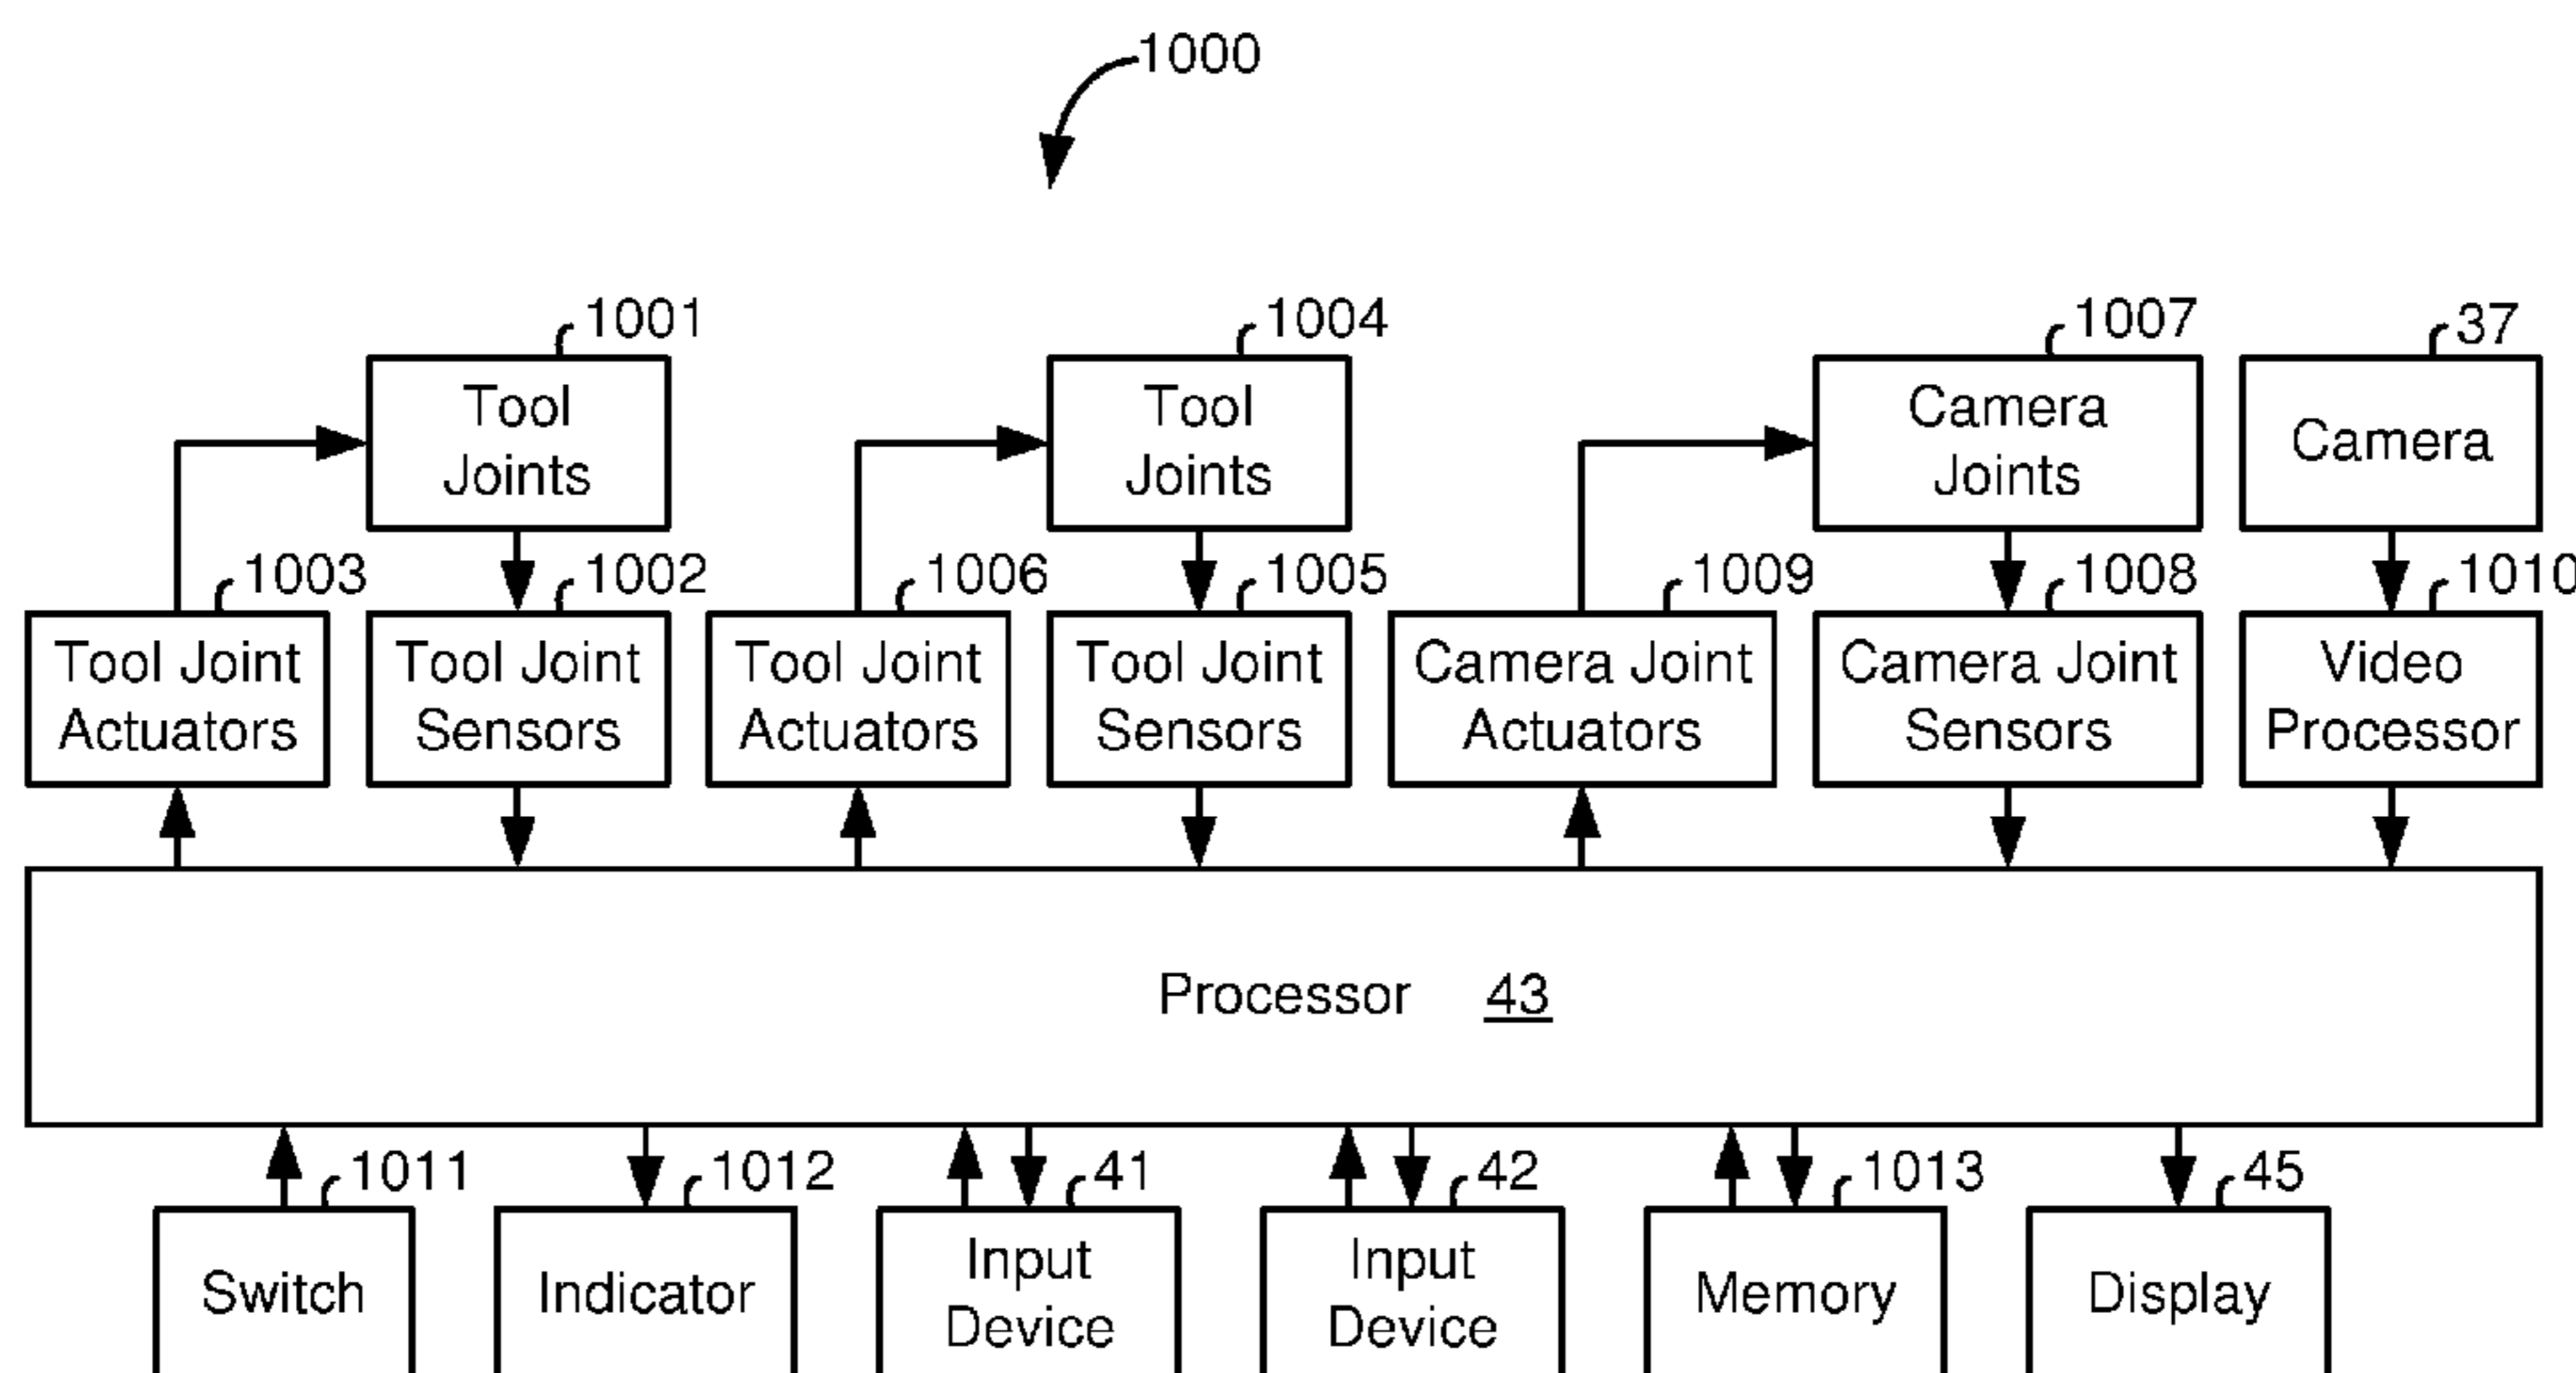 1000
1001
1004
1007
37
Tool
Joints
Tool
Joints
Camera
Joints
Camera
1003
1002
1006
1005
1009
1008
1010
Tool Joint
Actuators
Tool Joint
Sensors
Tool Joint
Actuators
Tool Joint
Sensors
Camera Joint
Actuators
Camera Joint
Sensors
Video
Processor
Processor 43
1011
1012
41
42
1013
45
Switch
Indicator
Input
Device
Input
Device
Memory
Display